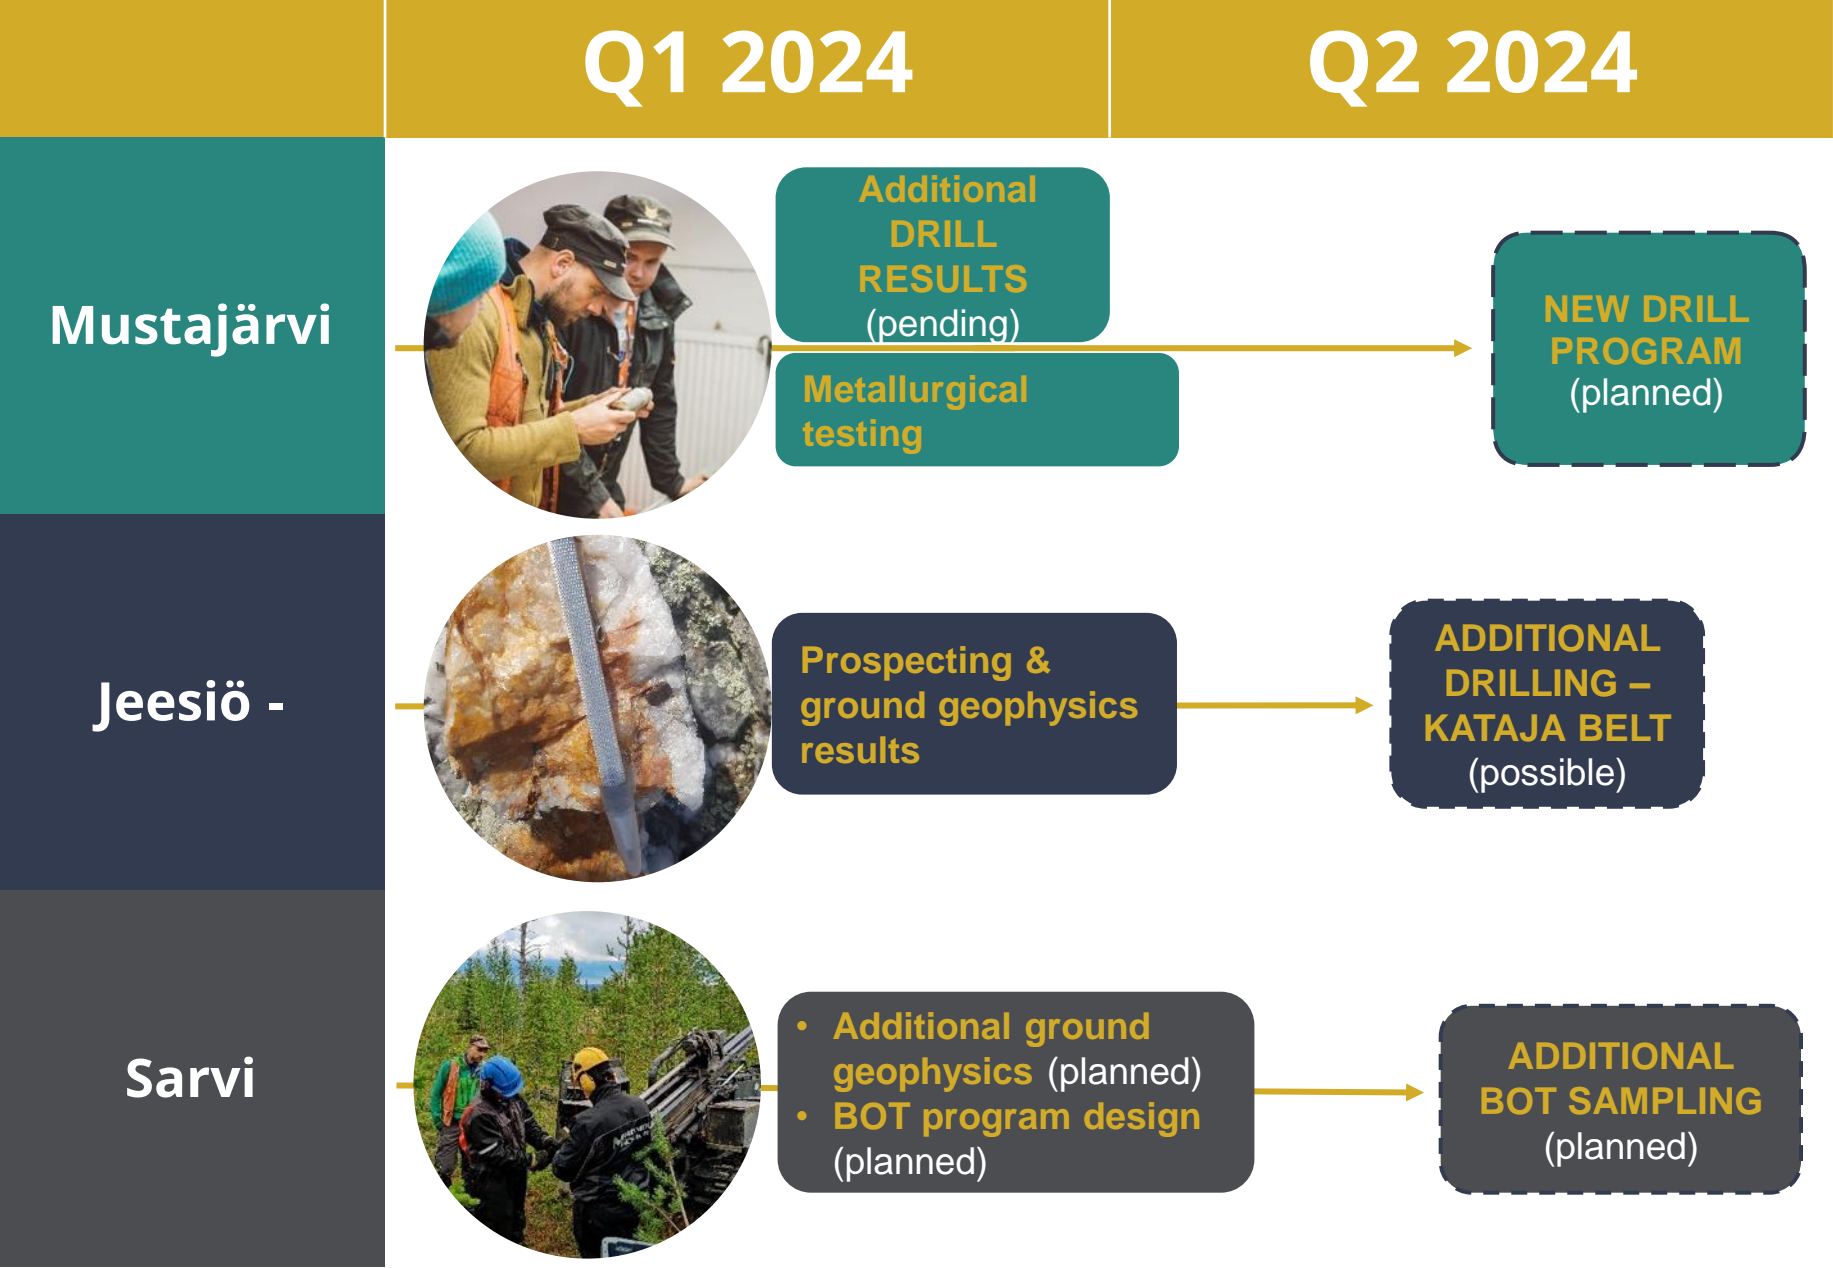 Q1 2024
Q2 2024
Mustajärvi
Additional
DRILL
RESULTS
(pending)
Metallurgical
testing
NEW DRILL
PROGRAM
(planned)
Jeesiö -
Prospecting &
ground geophysics
results
ADDITIONAL
DRILLING –
KATAJA BELT
(possible)
Sarvi
• Additional ground
geophysics (planned)
• BOT program design
(planned)
ADDITIONAL
BOT SAMPLING
(planned)